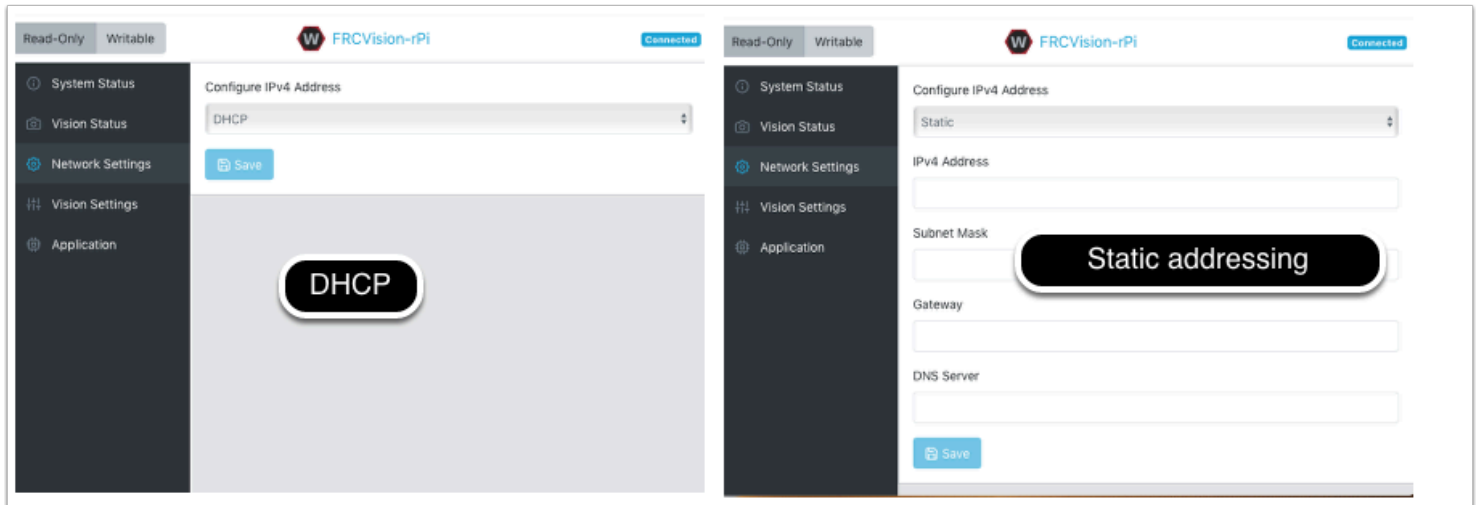 Read-Only Writable
W FRCVision-rPi
Connected
System Status
Vision Status
Network Settings
Vision Settings
Application
Configure IPv4 Address
DHCP
Save
DHCP
Read-Only Writable
W FRCVision-rPi
Connected
System Status
Vision Status
Network Settings
Vision Settings
Application
Configure IPv4 Address
Static
IPv4 Address
Subnet Mask
Static addressing
Gateway
DNS Server
Save